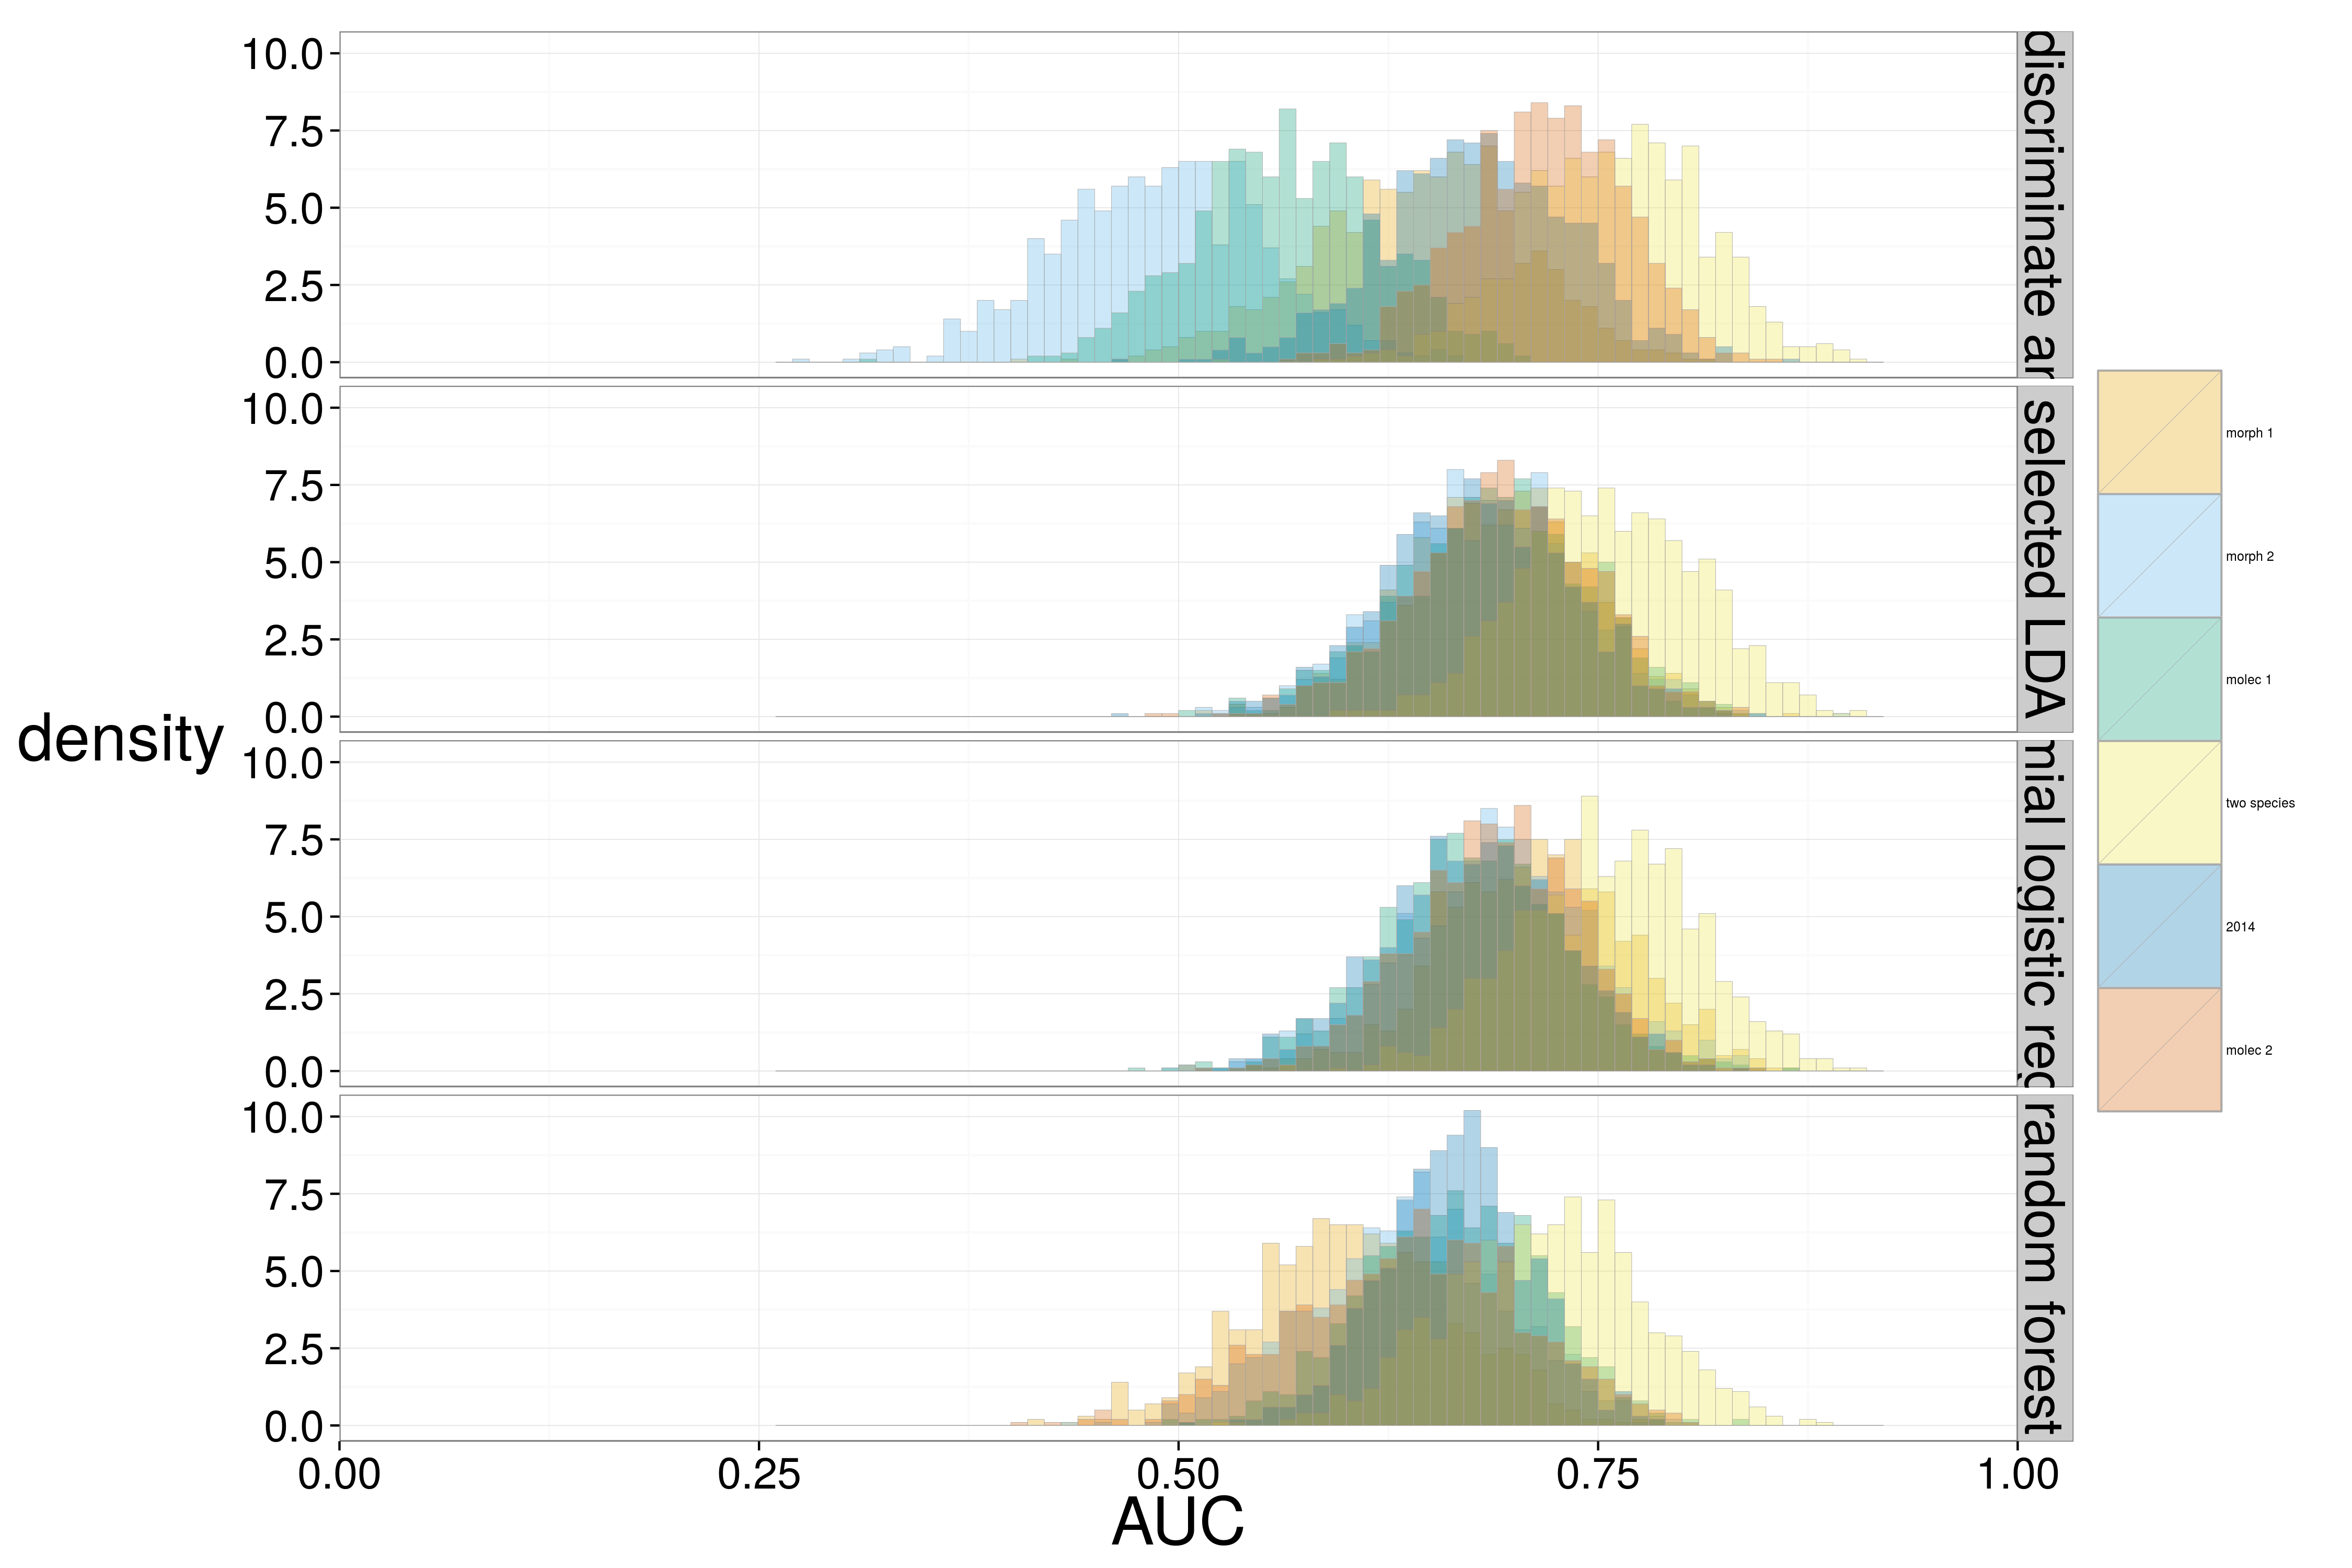 density
10.0
7.5
5.0
2.5
0.0
discriminate an
10.0
7.5
5.0
2.5
0.0
selected LDA
10.0
7.5
5.0
2.5
0.0
mial logistic reg
10.0
7.5
5.0
2.5
0.0
random forest
0.00
0.25
0.50
0.75
1.00
AUC
morph 1
morph 2
molec 1
two species
2014
molec 2